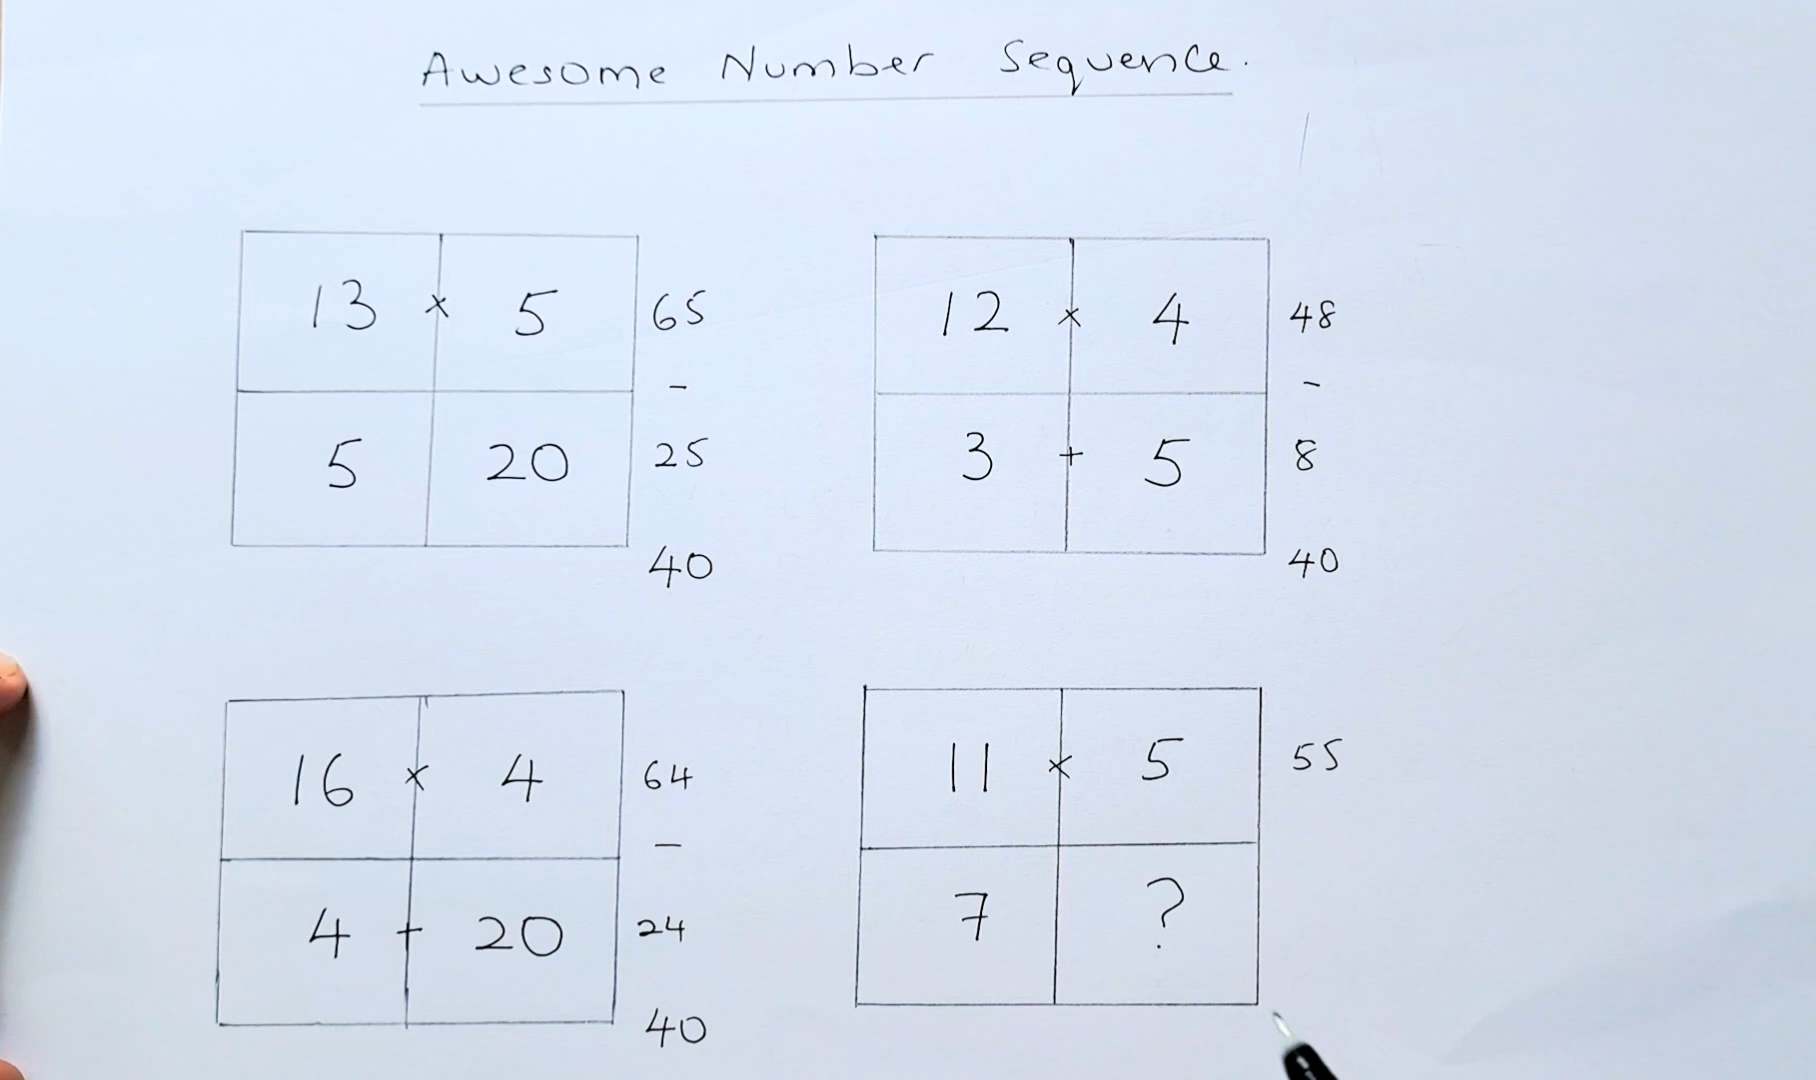 Awesome Number Sequence.
13 × 5 65
-
5 20 25
40
12 × 4 48
-
3 + 5 8
40
16 × 4 64
-
4 + 20 24
40
11 × 5 55
7 ?